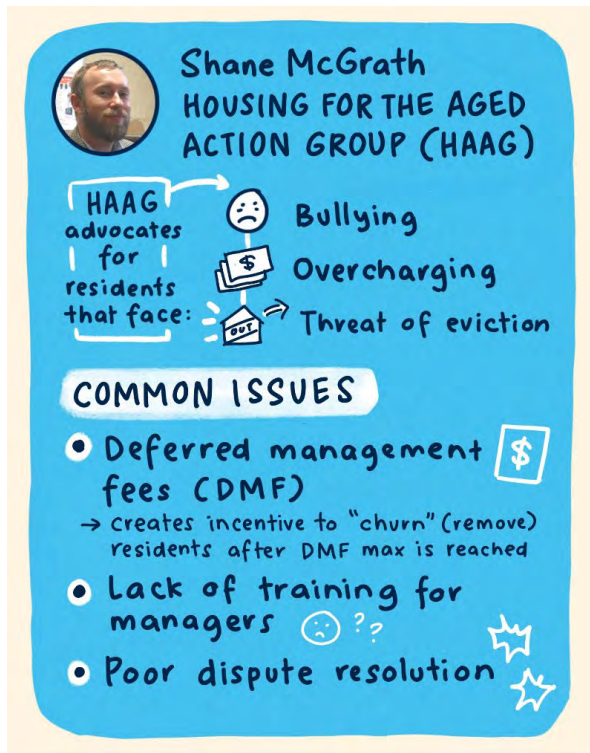 Shane McGrath
HOUSING FOR THE AGED
ACTION GROUP (HAAG)
HAAG
advocates
for
residents
that face:
Bullying
$
Overcharging
OUT
Threat of eviction
COMMON ISSUES
Deferred management
fees (DMF)
$
→ creates incentive to "churn" (remove)
residents after DMF max is reached
Lack of training for
managers
??
Poor dispute resolution